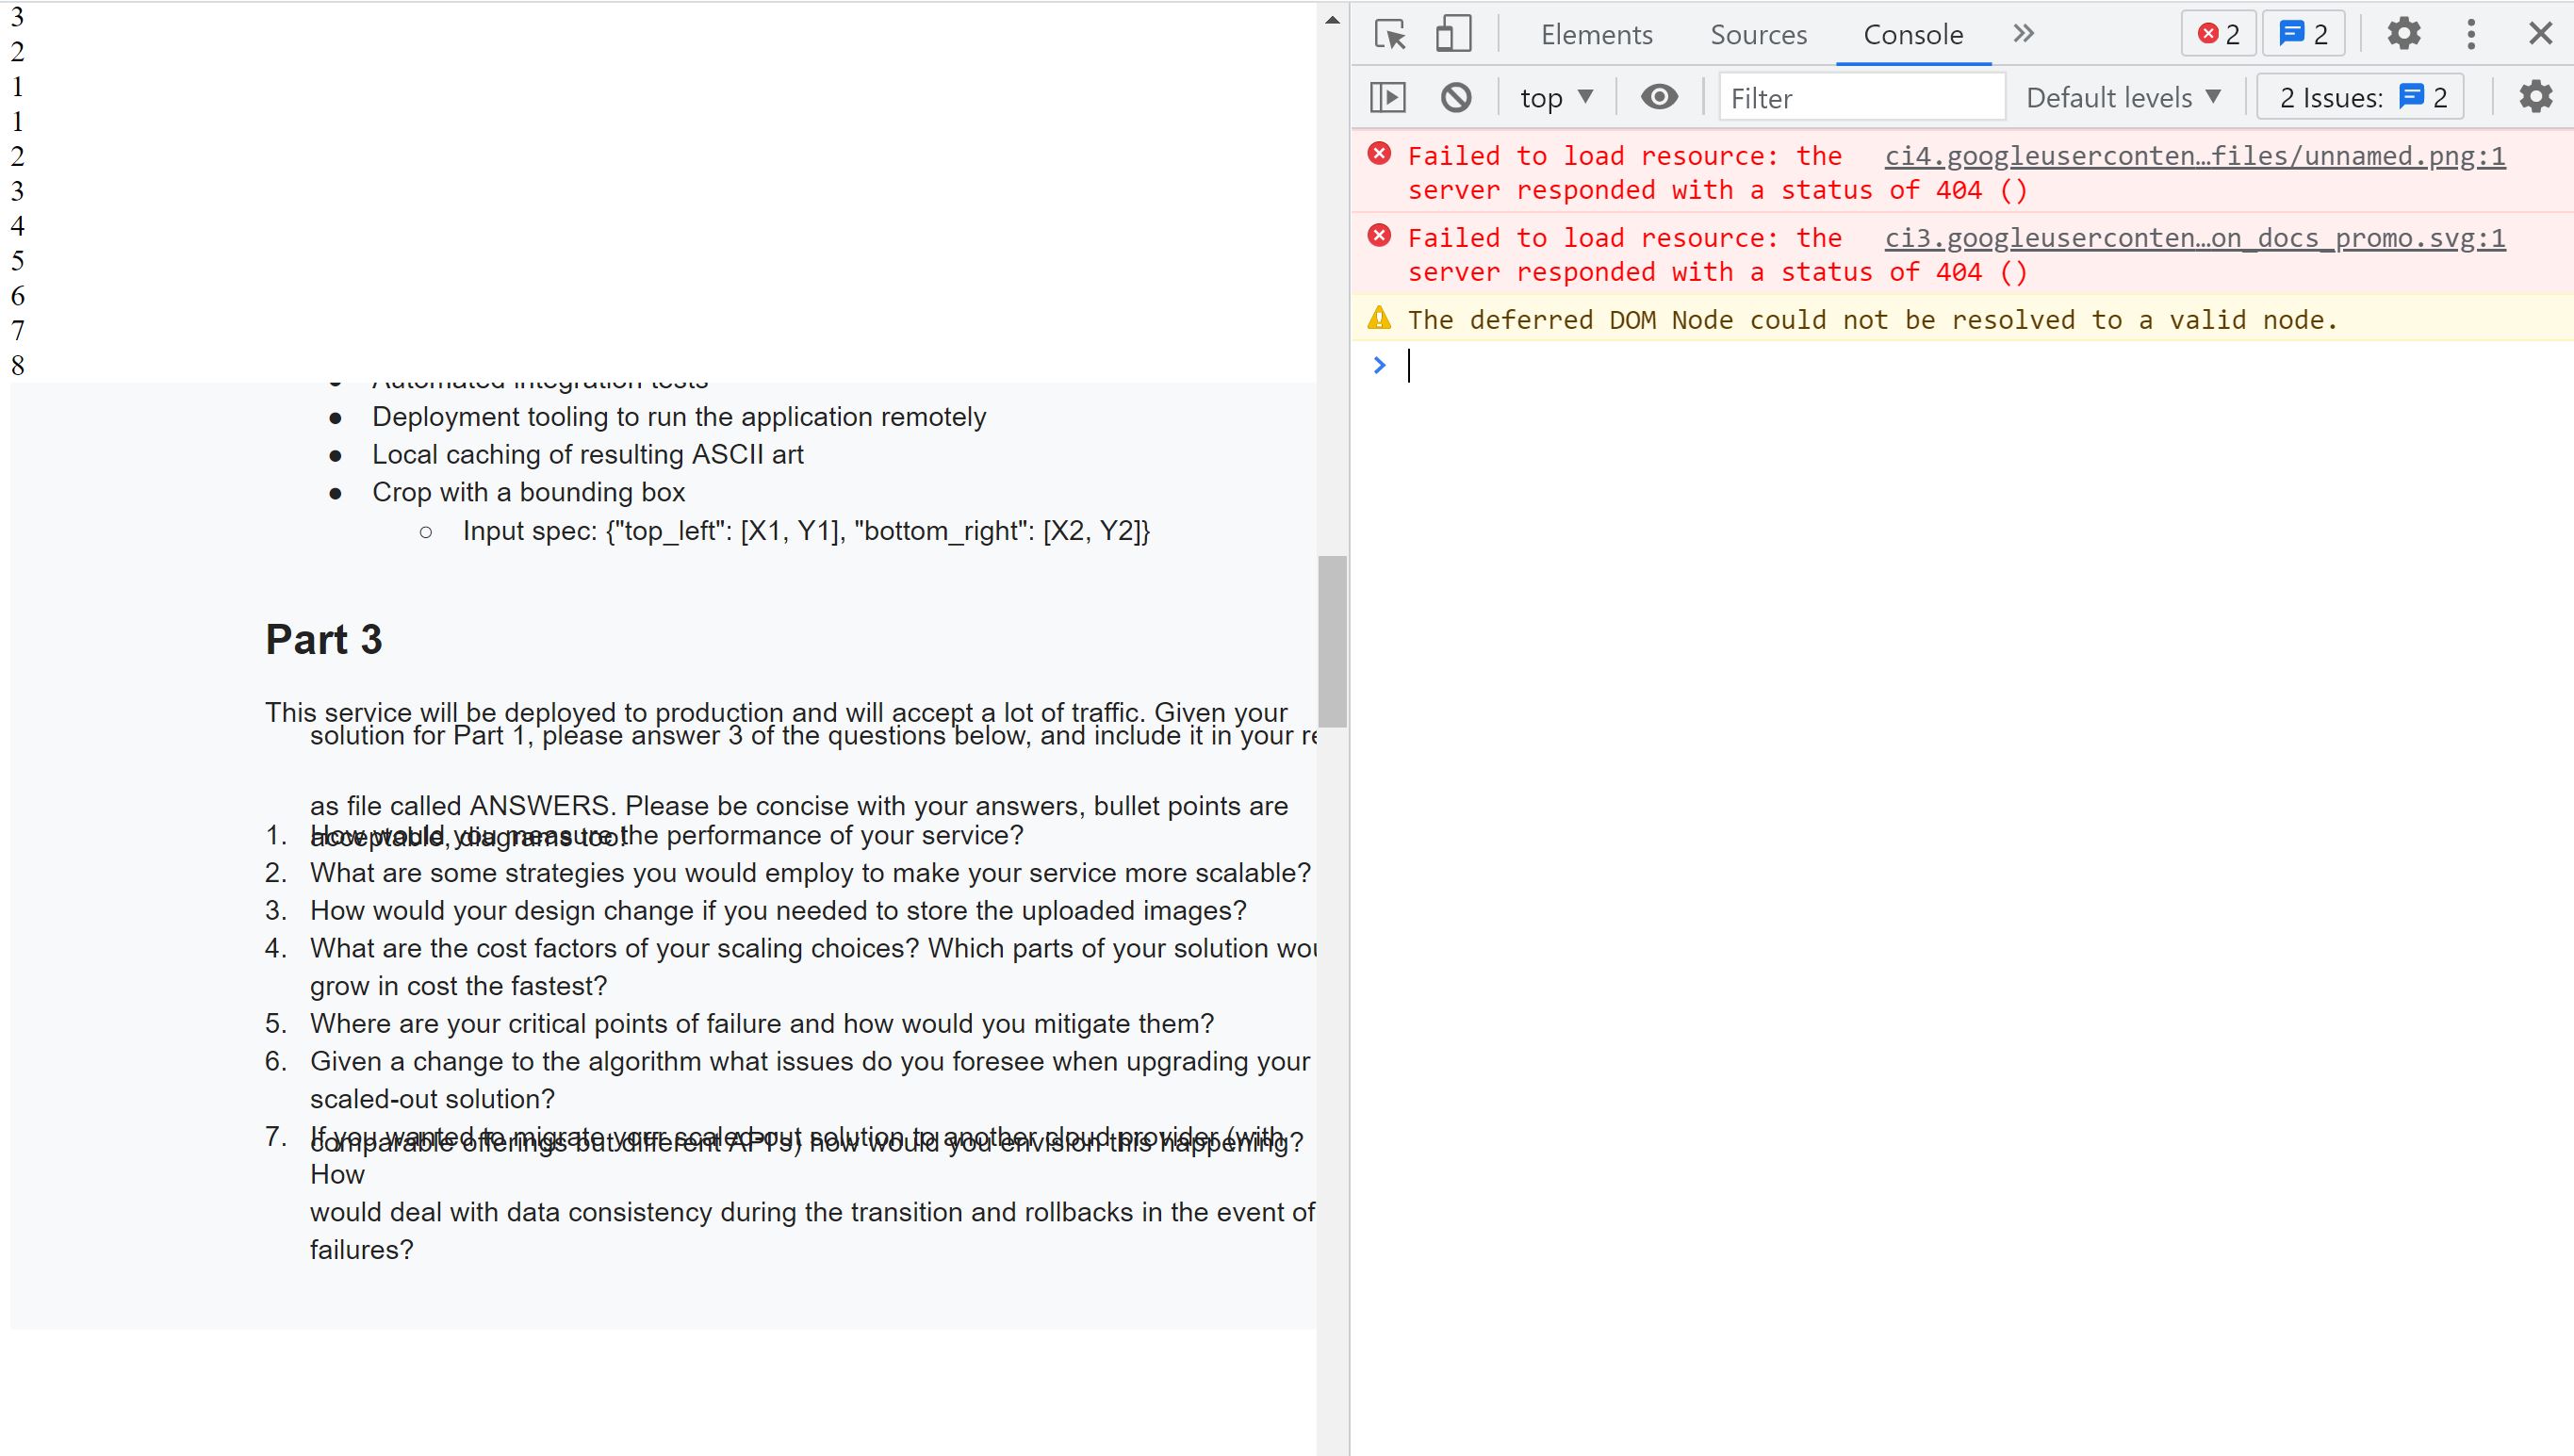 3
2
1
1
2
3
4
5
6
7
8
Automated integration tests
● Deployment tooling to run the application remotely
● Local caching of resulting ASCII art
● Crop with a bounding box
○ Input spec: {"top_left": [X1, Y1], "bottom_right": [X2, Y2]}
Part 3
This service will be deployed to production and will accept a lot of traffic. Given your
solution for Part 1, please answer 3 of the questions below, and include it in your re
as file called ANSWERS. Please be concise with your answers, bullet points are
acceptable, diagrams too!
1. How would you measure the performance of your service?
2. What are some strategies you would employ to make your service more scalable?
3. How would your design change if you needed to store the uploaded images?
4. What are the cost factors of your scaling choices? Which parts of your solution wou
grow in cost the fastest?
5. Where are your critical points of failure and how would you mitigate them?
6. Given a change to the algorithm what issues do you foresee when upgrading your
scaled-out solution?
7. If you wanted to migrate scaled-out solution to another cloud provider (with
comparable offerings but different APIs) how would you envision this happening?
How
would deal with data consistency during the transition and rollbacks in the event of
failures?
Elements Sources Console 2 2
top Filter Default levels 2 Issues: 2
Failed to load resource: the ci4.googleuserconten…files/unnamed.png:1
server responded with a status of 404 ()
Failed to load resource: the ci3.googleuserconten…on_docs_promo.svg:1
server responded with a status of 404 ()
The deferred DOM Node could not be resolved to a valid node.